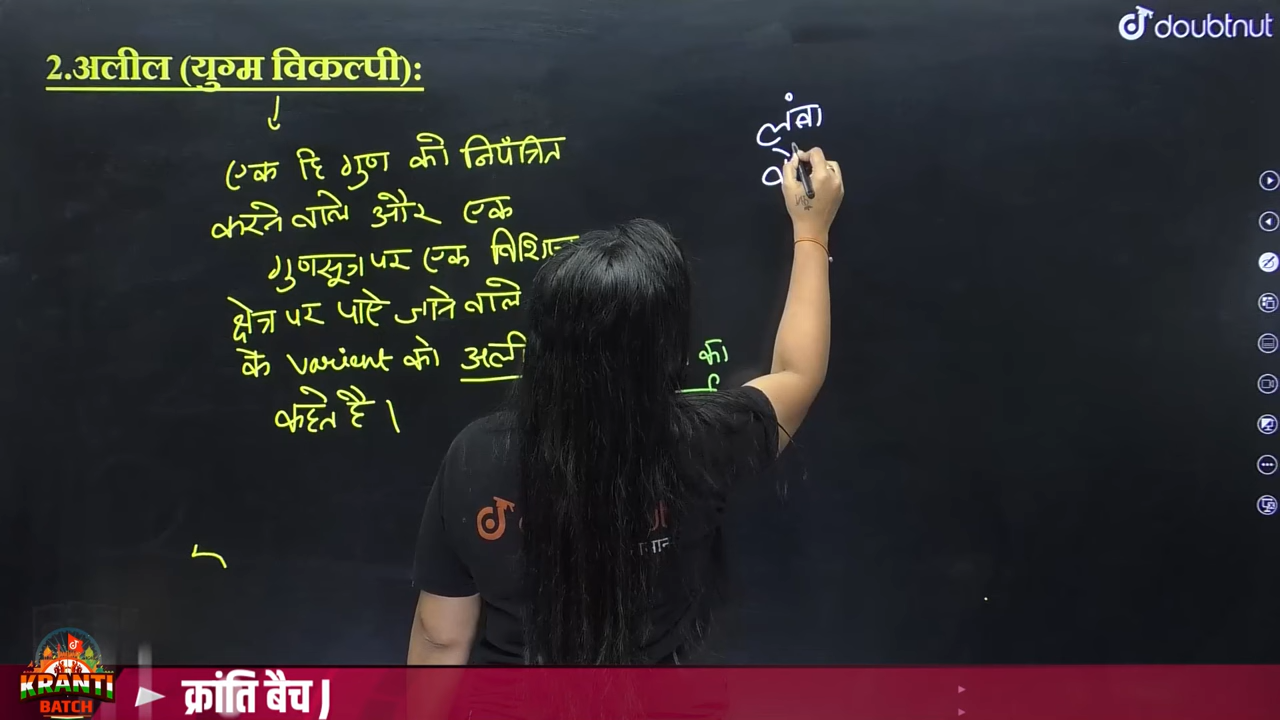 doubtnut
2.अलील (युग्म विकल्पी):
एक हि गुण को नियंत्रित
करने वाले और एक
गुणसूत्र पर एक
क्षेत्र पर पाऐ जाने वाले
के varient को
कहते है।
लंबा
का
KRANTI
BATCH
क्रांति बैच J